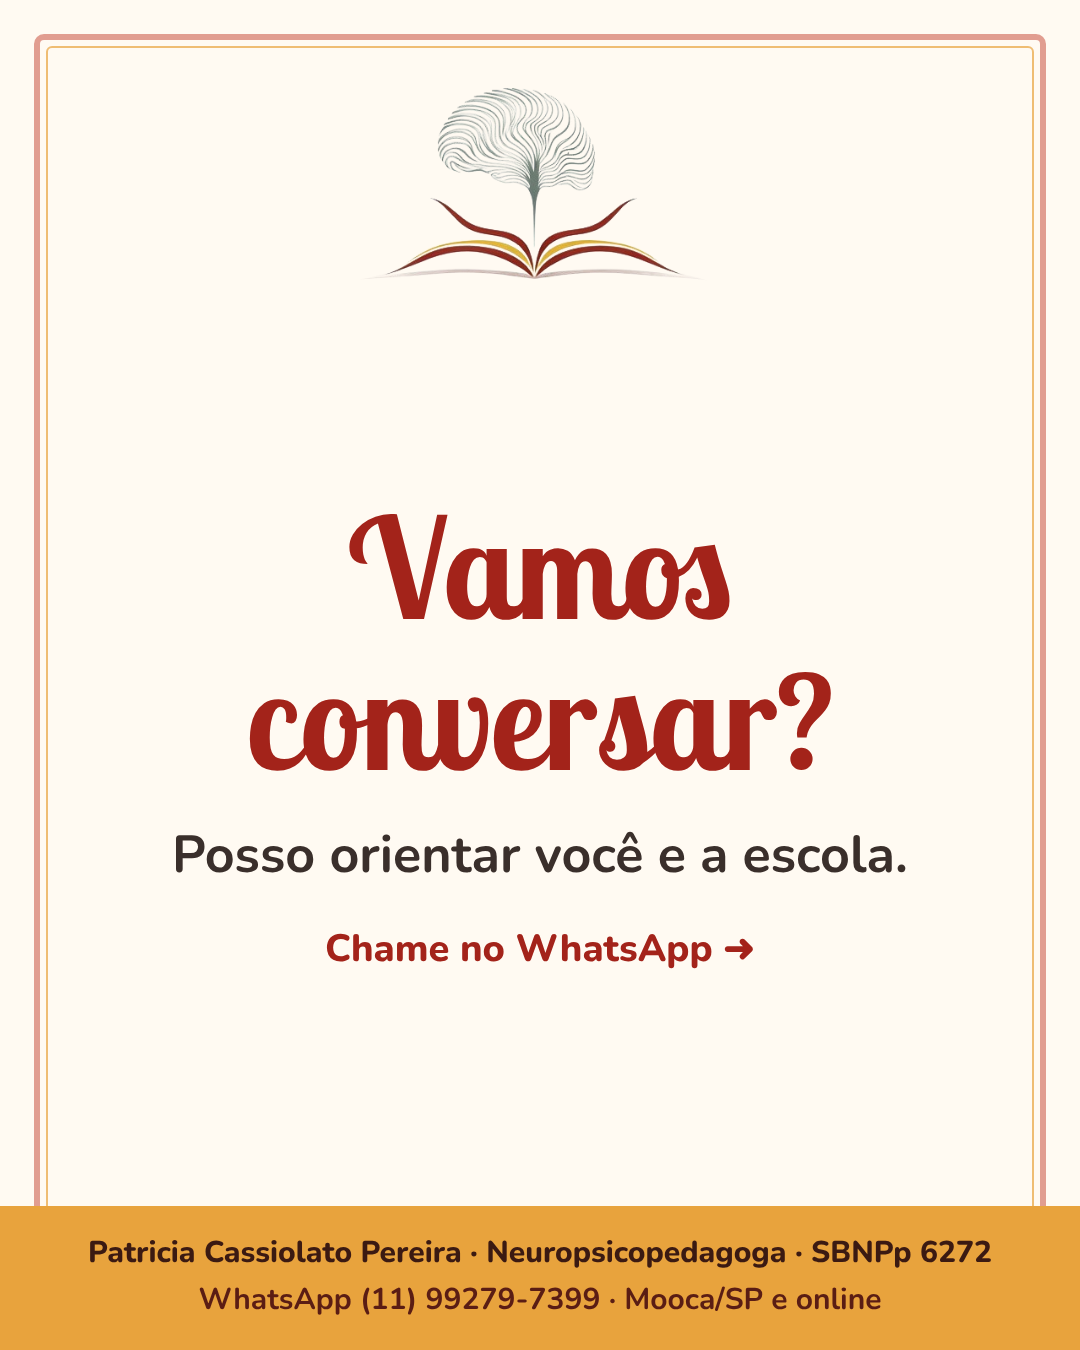 Vamos
conversar?
Posso orientar você e a escola.
Chame no WhatsApp ➜
Patricia Cassiolato Pereira · Neuropsicopedagoga · SBNPp 6272
WhatsApp (11) 99279-7399 · Mooca/SP e online